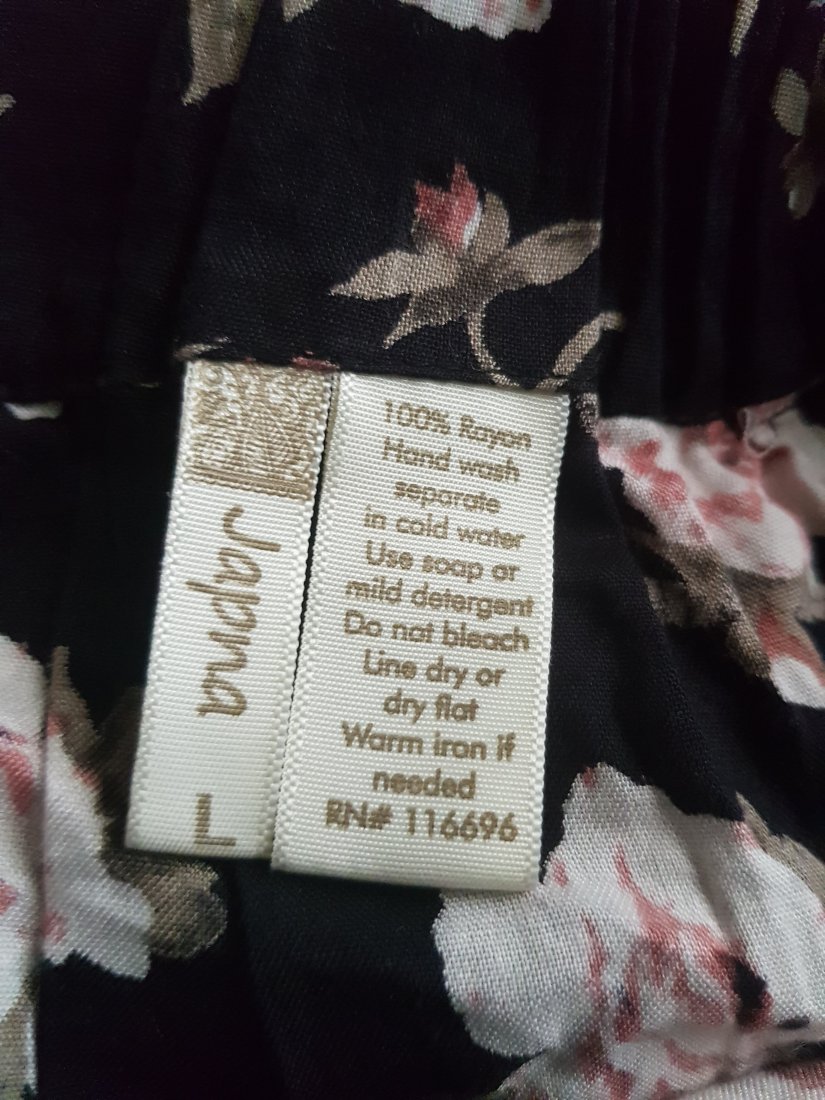 Japna
L
100% Rayon
Hand wash
separate
in cold water
Use soap or
mild detergent
Do not bleach
Line dry or
dry flat
Warm iron if
needed
RN# 116696